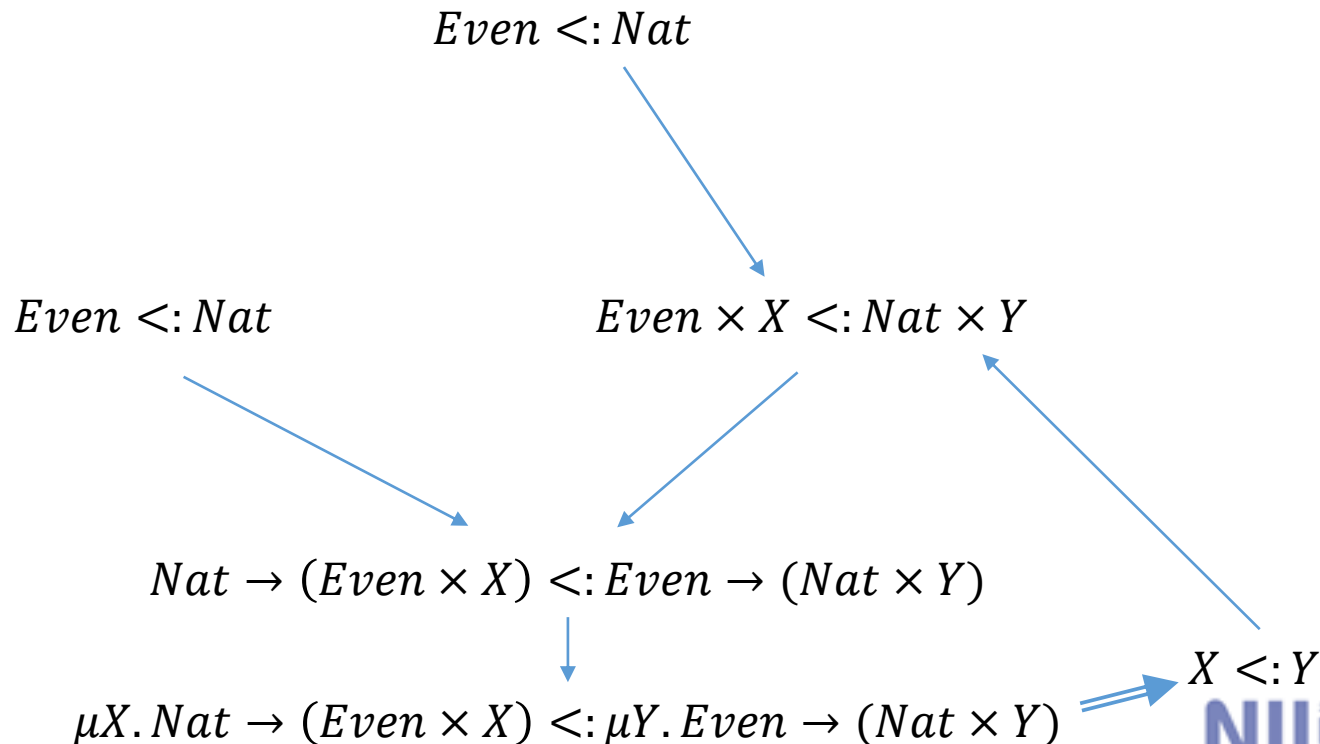 Even <: Nat
Even <: Nat
Even × X <: Nat × Y
Nat → (Even × X) <: Even → (Nat × Y)
X <: Y
μX. Nat → (Even × X) <: μY. Even → (Nat × Y)